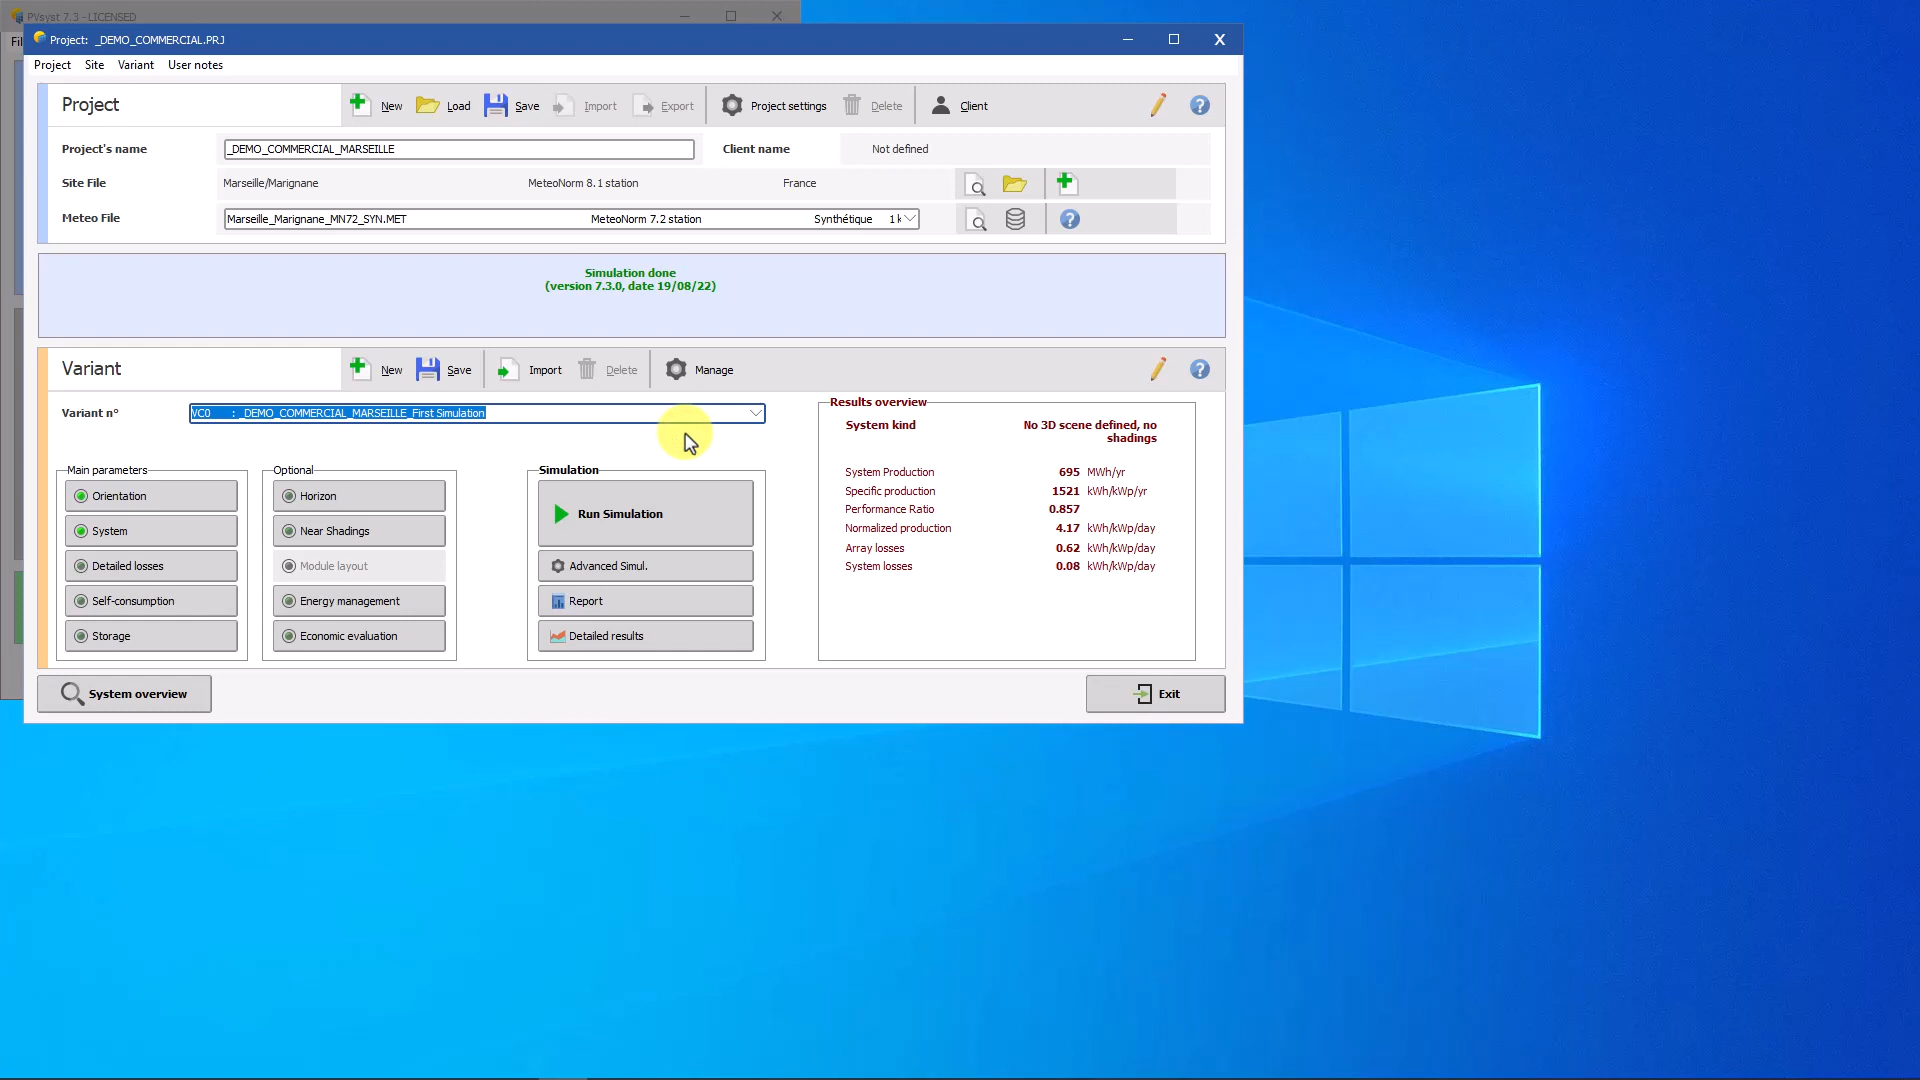 PVsyst 7.3 - LICENSED
Fil
Project: _DEMO_COMMERCIAL.PRJ
Project Site Variant User notes
Project New Load Save Import Export Project settings Delete Client
Project's name _DEMO_COMMERCIAL_MARSEILLE Client name Not defined
Site File Marseille/Marignane MeteoNorm 8.1 station France
Meteo File Marseille_Marignane_MN72_SYN.MET MeteoNorm 7.2 station Synthétique 1 k
Simulation done
(version 7.3.0, date 19/08/22)
Variant New Save Import Delete Manage
Variant n° VC0 : _DEMO_COMMERCIAL_MARSEILLE_First Simulation
Main parameters
Orientation
System
Detailed losses
Self-consumption
Storage
Optional
Horizon
Near Shadings
Module layout
Energy management
Economic evaluation
Simulation
Run Simulation
Advanced Simul.
Report
Detailed results
Results overview
System kind No 3D scene defined, no
shadings
System Production 695 MWh/yr
Specific production 1521 kWh/kWp/yr
Performance Ratio 0.857
Normalized production 4.17 kWh/kWp/day
Array losses 0.62 kWh/kWp/day
System losses 0.08 kWh/kWp/day
System overview
Exit